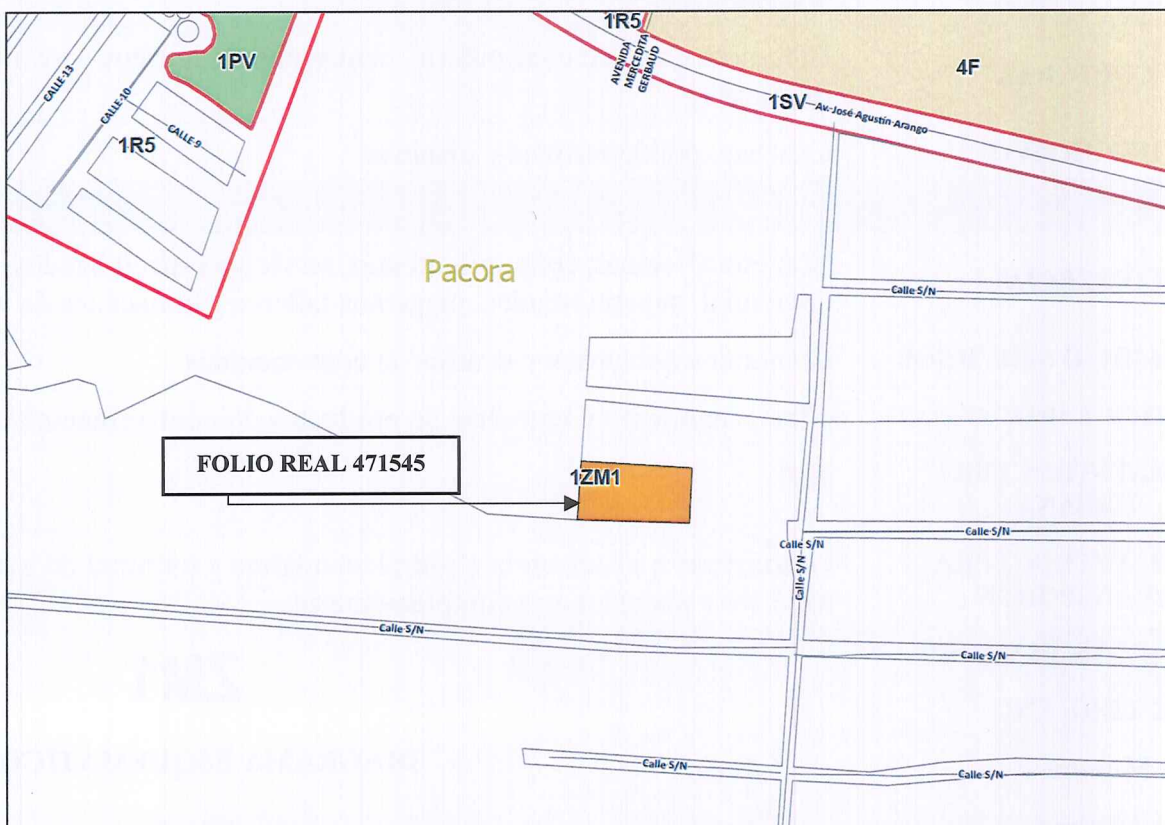 1R5
1PV
AVENIDA
MERCEDITA
GERBAUD
4F
1SV
Av. José Agustín Arango
CALLE-13
CALLE-10
CALLE-9
1R5
Pacora
Calle S/N
FOLIO REAL 471545
1ZM1
Calle S/N
Calle S/N
Calle S/N
Calle S/N
Calle S/N
Calle S/N
Calle S/N